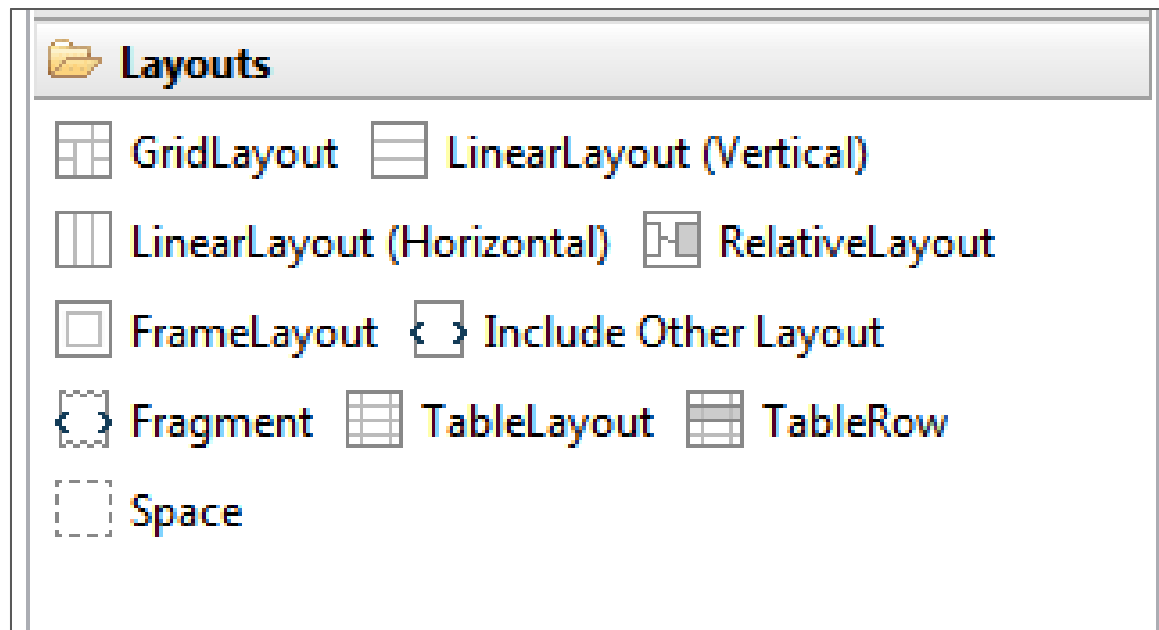 Layouts
GridLayout LinearLayout (Vertical)
LinearLayout (Horizontal) RelativeLayout
FrameLayout Include Other Layout
Fragment TableLayout TableRow
Space